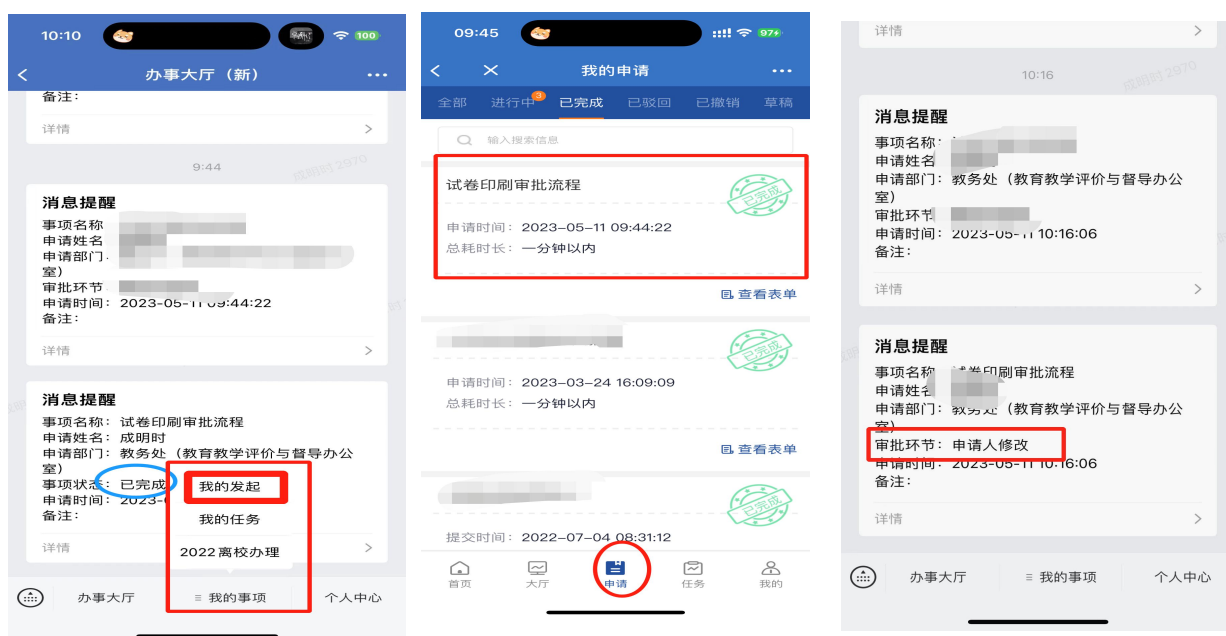 10:10
100
办事大厅（新）
备注：
详情
9:44
成明时 2970
消息提醒
事项名称
申请姓名
申请部门
室）
审批环节
申请时间：2023-05-11 09:44:22
备注：
详情
消息提醒
事项名称：试卷印刷审批流程
申请姓名：成明时
申请部门：教务处（教育教学评价与督导办公
室）
事项状态：已完成
申请时间：2023-
备注：
详情
我的发起
我的任务
2022离校办理
办事大厅
我的事项
个人中心
09:45
97
我的申请
全部 进行中 3 已完成 已驳回 已撤销 草稿
输入搜索信息
试卷印刷审批流程
已完成
申请时间：2023-05-11 09:44:22
总耗时长：一分钟以内
查看表单
已完成
申请时间：2023-03-24 16:09:09
总耗时长：一分钟以内
查看表单
已完成
提交时间：2022-07-04 08:31:12
首页 大厅 申请 任务 我的
详情
10:16
成明时 2970
消息提醒
事项名称：
申请姓名
申请部门：教务处（教育教学评价与督导办公
室）
审批环节
申请时间：2023-05-11 10:16:06
备注：
详情
消息提醒
事项名称 试卷印刷审批流程
申请姓名
申请部门：教务处（教育教学评价与督导办公
室）
审批环节：申请人修改
申请时间：2023-05-11 10:16:06
备注：
详情
办事大厅
我的事项
个人中心